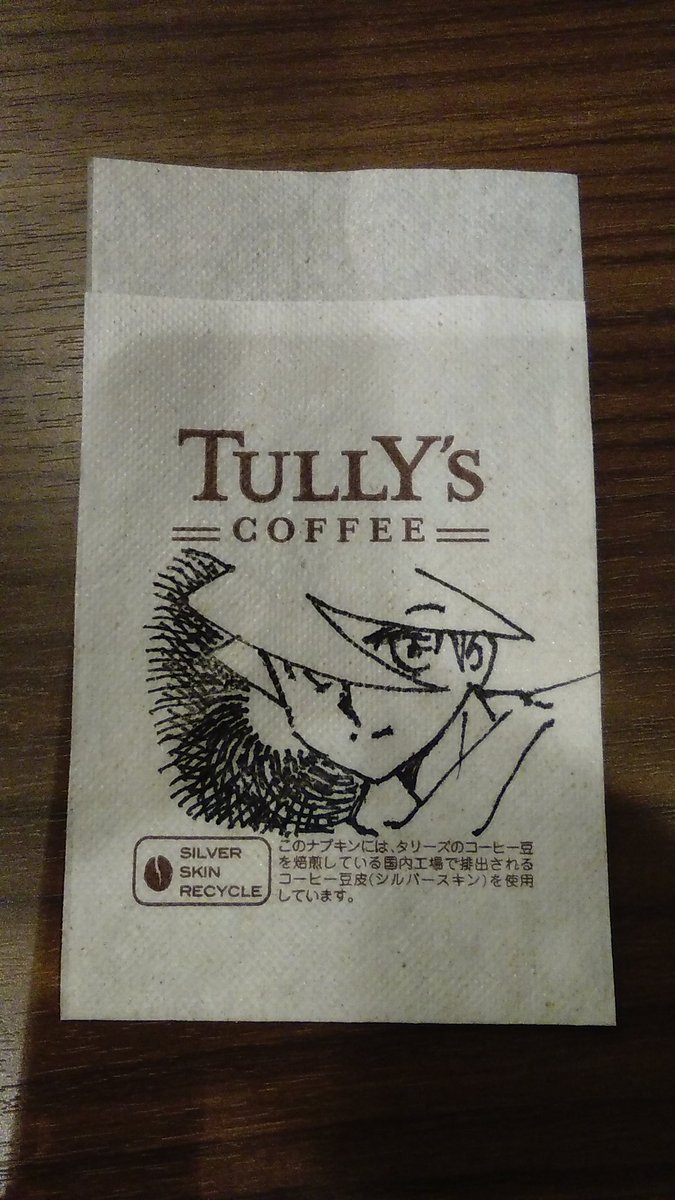 TULLY'S
COFFEE
SILVER
SKIN
RECYCLE
このナプキンには、タリーズのコーヒー豆
を焙煎している国内工場で排出される
コーヒー豆皮(シルバースキン)を使用
しています。